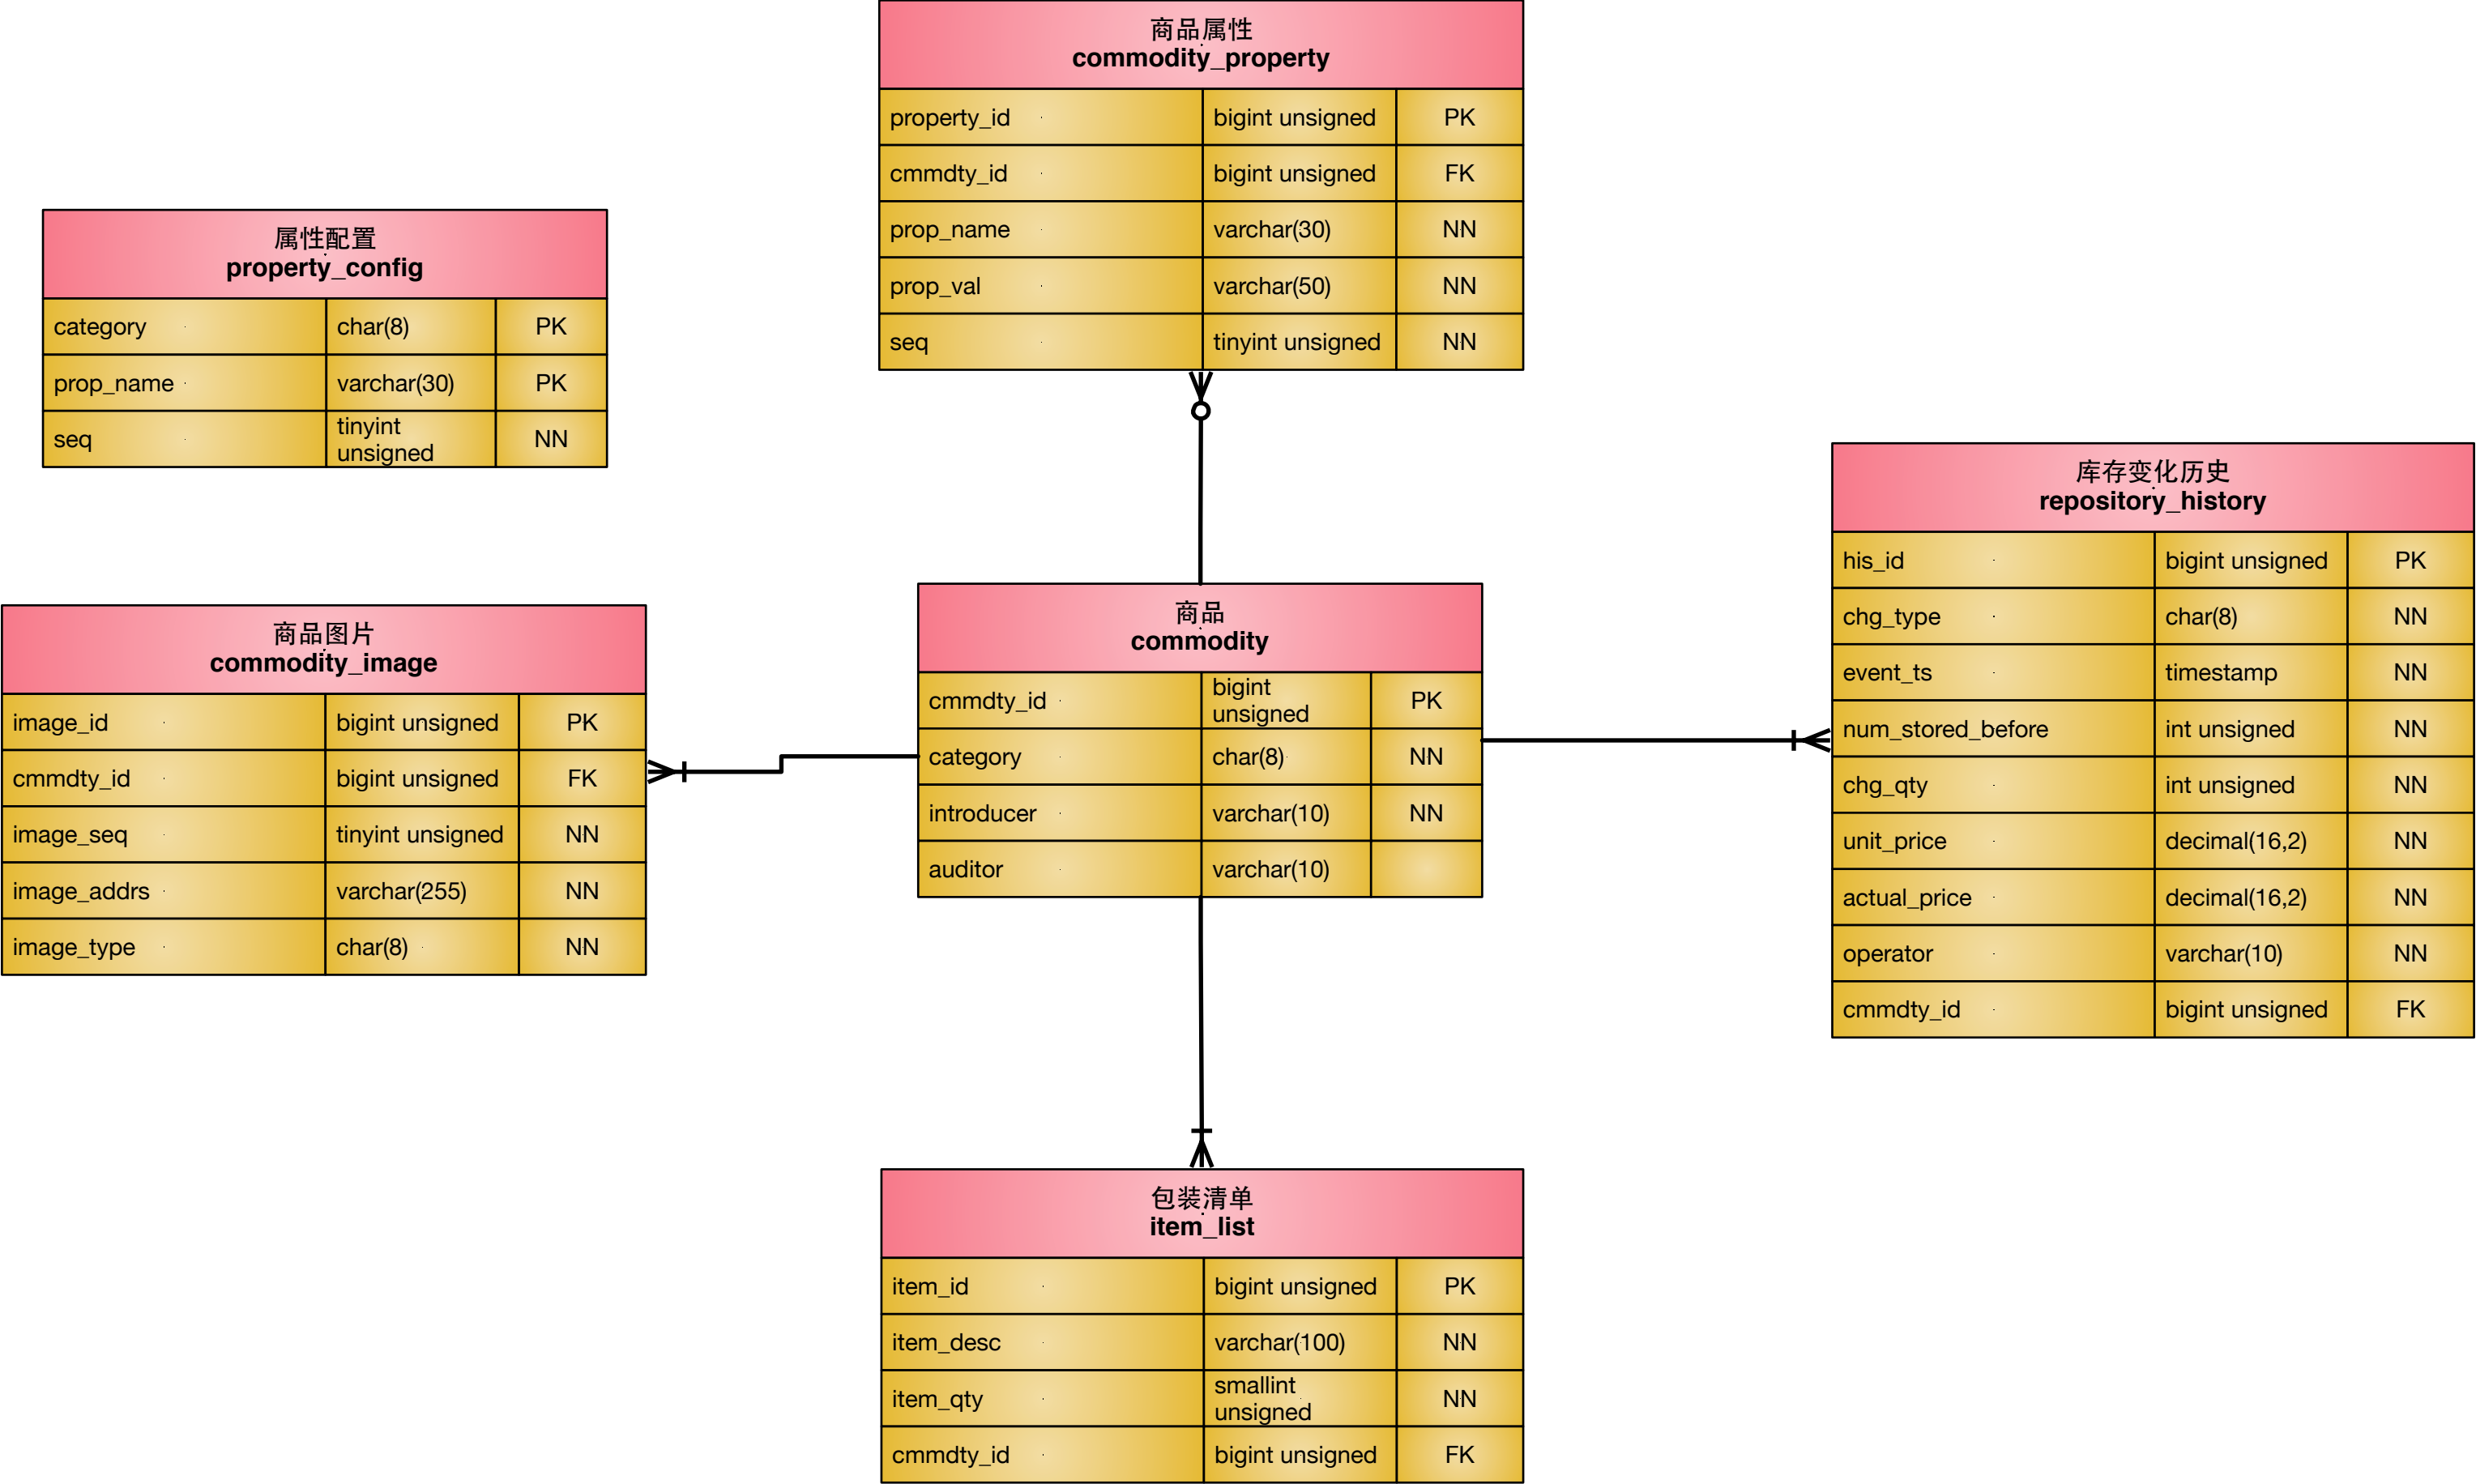 商品属性
commodity_property
property_id bigint unsigned PK
cmmdty_id bigint unsigned FK
prop_name varchar(30) NN
prop_val varchar(50) NN
seq tinyint unsigned NN
属性配置
property_config
category char(8) PK
prop_name varchar(30) PK
seq tinyint unsigned NN
商品图片
commodity_image
image_id bigint unsigned PK
cmmdty_id bigint unsigned FK
image_seq tinyint unsigned NN
image_addrs varchar(255) NN
image_type char(8) NN
商品
commodity
cmmdty_id bigint unsigned PK
category char(8) NN
introducer varchar(10) NN
auditor varchar(10)
库存变化历史
repository_history
his_id bigint unsigned PK
chg_type char(8) NN
event_ts timestamp NN
num_stored_before int unsigned NN
chg_qty int unsigned NN
unit_price decimal(16,2) NN
actual_price decimal(16,2) NN
operator varchar(10) NN
cmmdty_id bigint unsigned FK
包装清单
item_list
item_id bigint unsigned PK
item_desc varchar(100) NN
item_qty smallint unsigned NN
cmmdty_id bigint unsigned FK